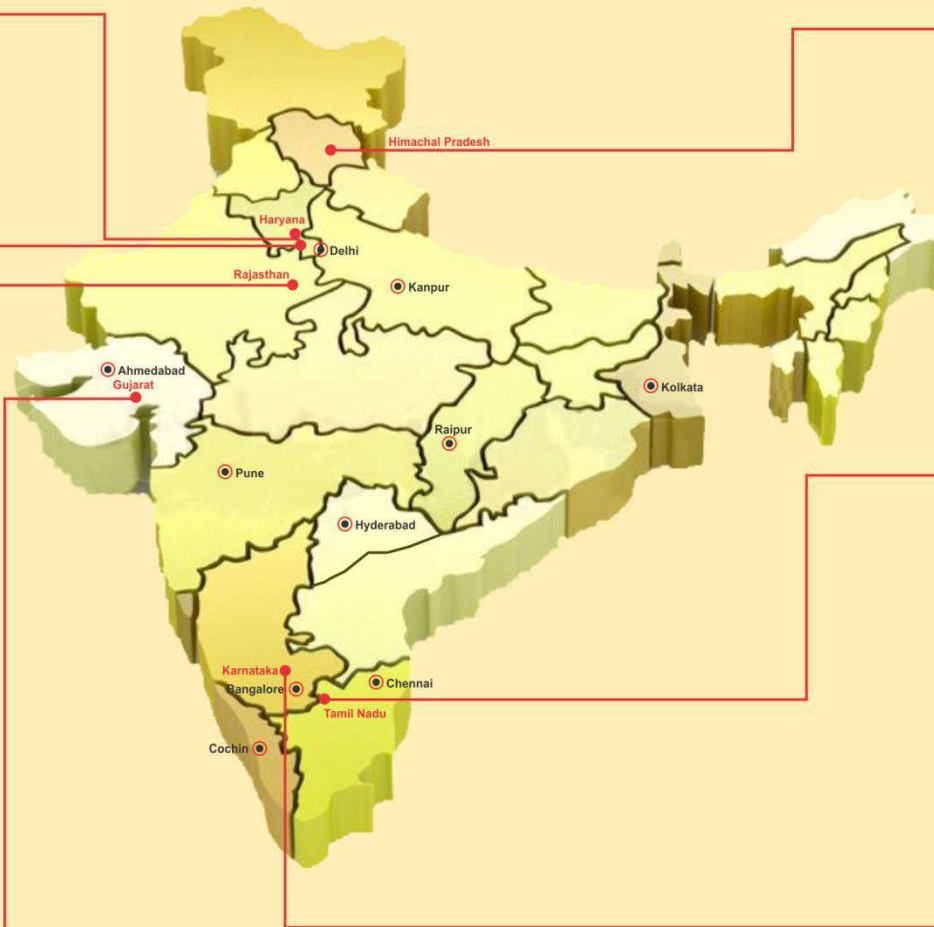 Himachal Pradesh
Haryana
Delhi
Rajasthan
Kanpur
Ahmedabad
Gujarat
Kolkata
Raipur
Pune
Hyderabad
Karnataka
Bangalore
Chennai
Tamil Nadu
Cochin